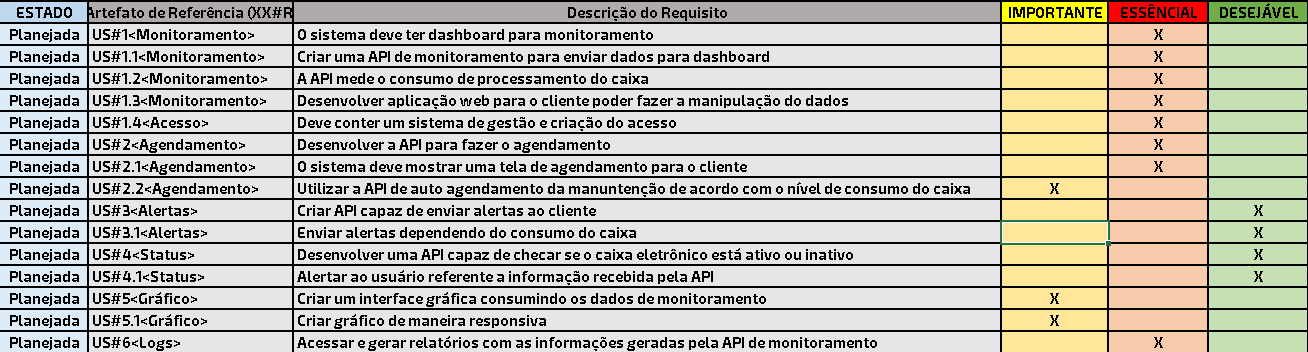 ESTADO Artefato de Referência (XX#R Descrição do Requisito IMPORTANTE ESSÊNCIAL DESEJÁVEL
Planejada US#1<Monitoramento> O sistema deve ter dashboard para monitoramento X
Planejada US#1.1<Monitoramento> Criar uma API de monitoramento para enviar dados para dashboard X
Planejada US#1.2<Monitoramento> A API mede o consumo de processamento do caixa X
Planejada US#1.3<Monitoramento> Desenvolver aplicação web para o cliente poder fazer a manipulação do dados X
Planejada US#1.4<Acesso> Deve conter um sistema de gestão e criação do acesso X
Planejada US#2<Agendamento> Desenvolver a API para fazer o agendamento X
Planejada US#2.1<Agendamento> O sistema deve mostrar uma tela de agendamento para o cliente X
Planejada US#2.2<Agendamento> Utilizar a API de auto agendamento da manuntenção de acordo com o nível de consumo do caixa X
Planejada US#3<Alertas> Criar API capaz de enviar alertas ao cliente X
Planejada US#3.1<Alertas> Enviar alertas dependendo do consumo do caixa X
Planejada US#4<Status> Desenvolver uma API capaz de checar se o caixa eletrônico está ativo ou inativo X
Planejada US#4.1<Status> Alertar ao usuário referente a informação recebida pela API X
Planejada US#5<Gráfico> Criar um interface gráfica consumindo os dados de monitoramento X
Planejada US#5.1<Gráfico> Criar gráfico de maneira responsiva X
Planejada US#6<Logs> Acessar e gerar relatórios com as informações geradas pela API de monitoramento X